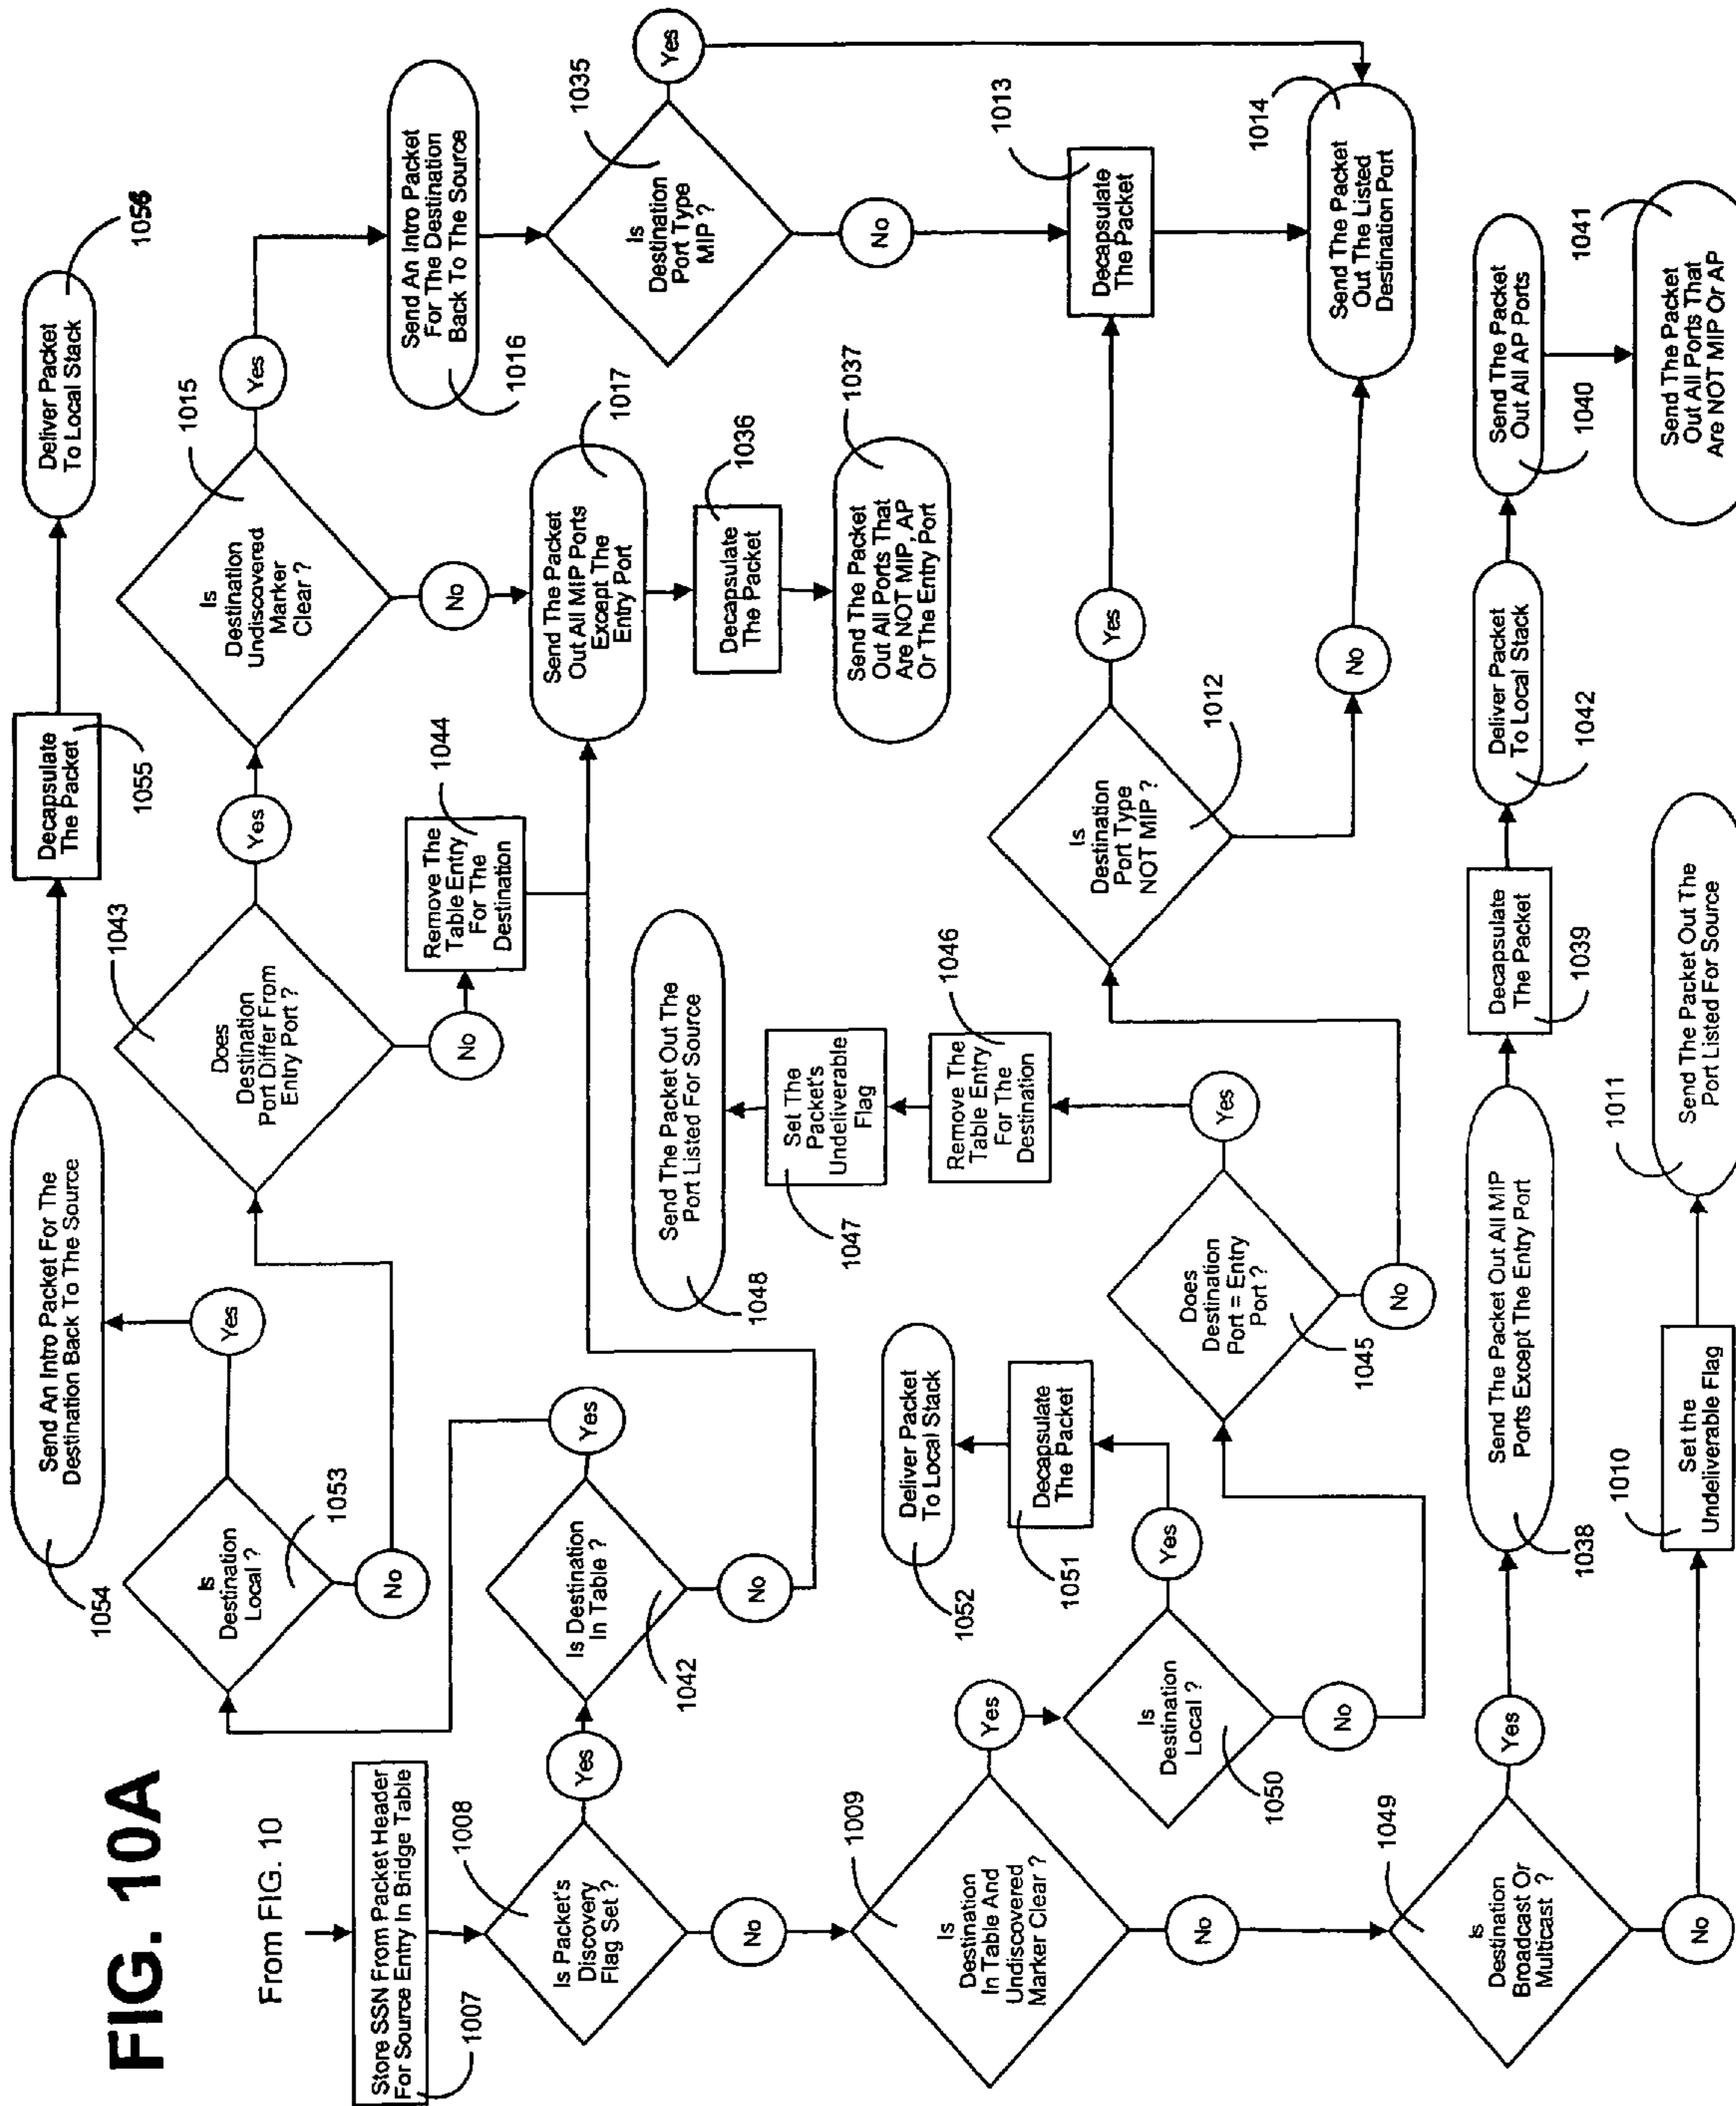 FIG. 10A
From FIG. 10
Store SSN From Packet Header
For Source Entry In Bridge Table
1007
Is Packet's
Discovery
Flag Set ?
1008
Yes
No
Is Destination
In Table ?
1042
Yes
No
Is
Destination
Local ?
1053
Yes
No
Send An Intro Packet For The
Destination Back To The Source
1054
Decapsulate
The Packet
1055
Deliver Packet
To Local Stack
1056
Does
Destination
Port Differ From
Entry Port ?
1043
Yes
No
Remove The
Table Entry
For The
Destination
1044
Is
Destination
Undiscovered
Marker
Clear ?
1015
Yes
No
Send An Intro Packet
For The Destination
Back To The Source
1016
Is
Destination
Port Type
MIP ?
1035
Yes
No
Send The Packet
Out All MIP Ports
Except The
Entry Port
1017
Decapsulate
The Packet
1036
Send The Packet
Out All Ports That
Are NOT MIP, AP
Or The Entry Port
1037
Is
Destination
In Table And
Undiscovered
Marker Clear ?
1009
Yes
No
Is
Destination
Local ?
1050
Yes
No
Decapsulate
The Packet
1051
Deliver Packet
To Local Stack
1052
Does
Destination
Port = Entry
Port ?
1045
Yes
No
Remove The
Table Entry
For The
Destination
1046
Set The
Packet's
Undeliverable
Flag
1047
Send The Packet Out The
Port Listed For Source
1048
Is
Destination
Port Type
NOT MIP ?
1012
Yes
No
Decapsulate
The Packet
1013
Send The Packet
Out The Listed
Destination Port
1014
Is
Destination
Broadcast Or
Multicast ?
1049
Yes
No
Send The Packet Out All MIP
Ports Except The Entry Port
1038
Decapsulate
The Packet
1039
Deliver Packet
To Local Stack
1042
Send The Packet
Out All AP Ports
1040
Send The Packet
Out All Ports That
Are NOT MIP Or AP
1041
Set the
Undeliverable Flag
1010
Send The Packet Out The
Port Listed For Source
1011